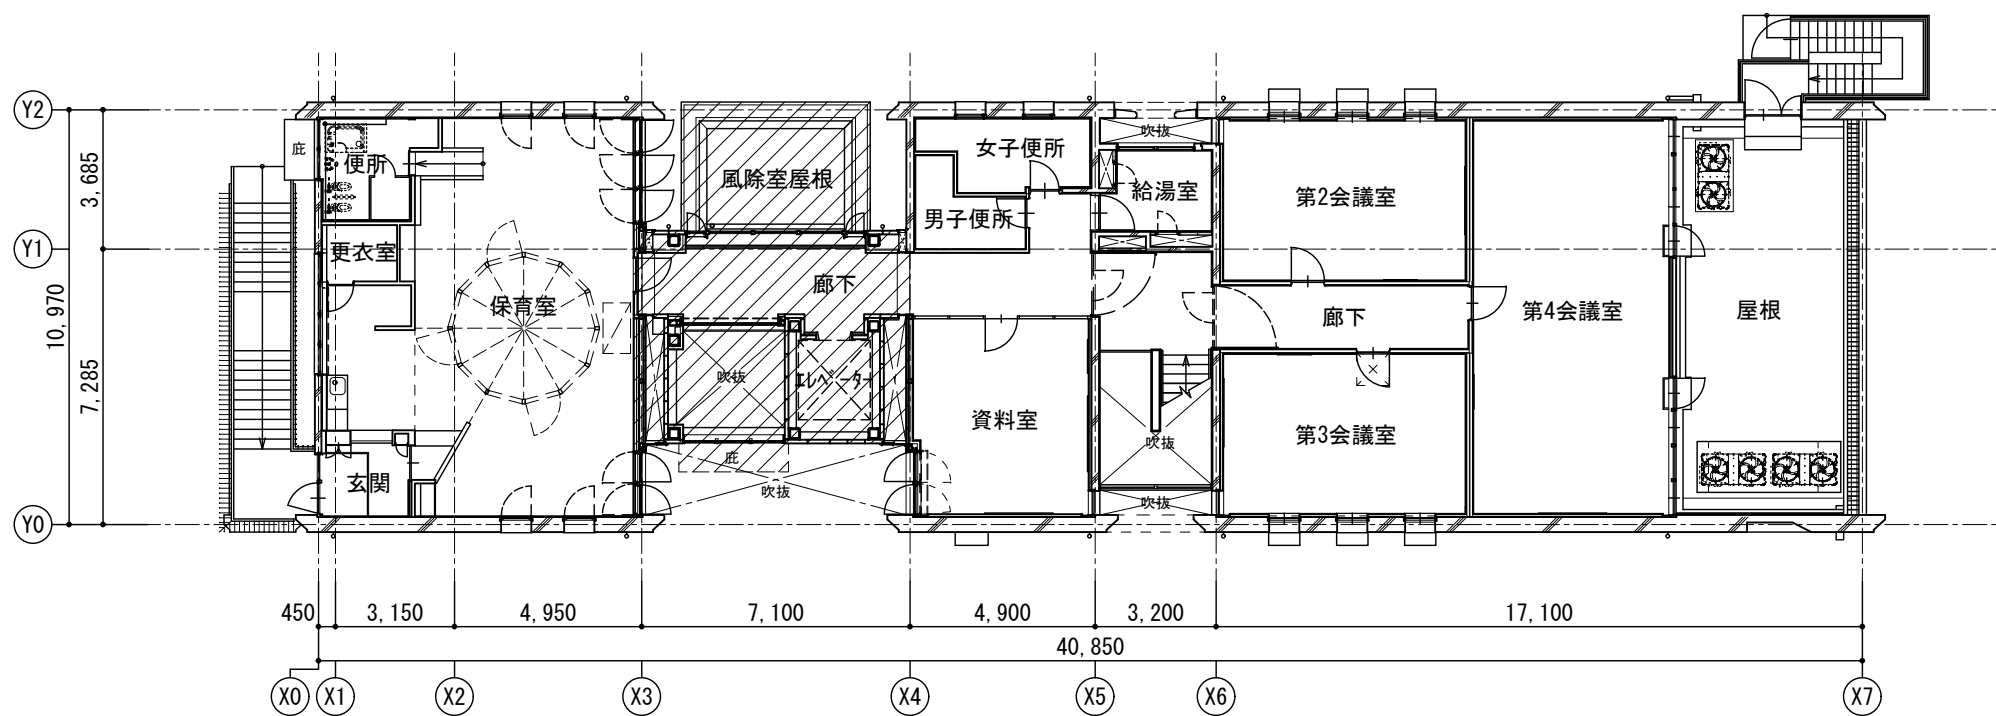 Y2
Y1
Y0
3,685
7,285
10,970
庇
便所
更衣室
保育室
玄関
風除室屋根
廊下
吹抜
エレベーター
庇
吹抜
女子便所
男子便所
資料室
吹抜
給湯室
吹抜
吹抜
第2会議室
廊下
第3会議室
第4会議室
屋根
450
3,150
4,950
7,100
4,900
3,200
17,100
40,850
X0
X1
X2
X3
X4
X5
X6
X7